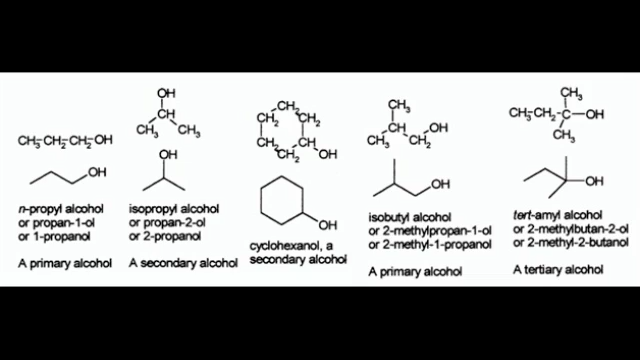 CH₃-CH₂-CH₂-OH
OH
n-propyl alcohol
or propan-1-ol
or 1-propanol
A primary alcohol
OH
CH
CH₃ CH₃
OH
isopropyl alcohol
or propan-2-ol
or 2-propanol
A secondary alcohol
CH₂
CH₂ CH₂
CH₂ CH
CH₂ OH
OH
cyclohexanol, a
secondary alcohol
CH₃
CH OH
CH₃ CH₂
OH
isobutyl alcohol
or 2-methylpropan-1-ol
or 2-methyl-1-propanol
A primary alcohol
CH₃
CH₃-CH₂-C-OH
CH₃
OH
tert-amyl alcohol
or 2-methylbutan-2-ol
or 2-methyl-2-butanol
A tertiary alcohol